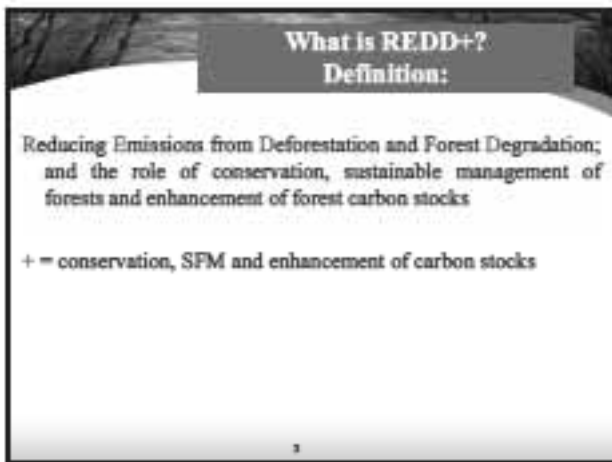 What is REDD+?
Definition:
Reducing Emissions from Deforestation and Forest Degradation;
and the role of conservation, sustainable management of
forests and enhancement of forest carbon stocks
+ = conservation, SFM and enhancement of carbon stocks